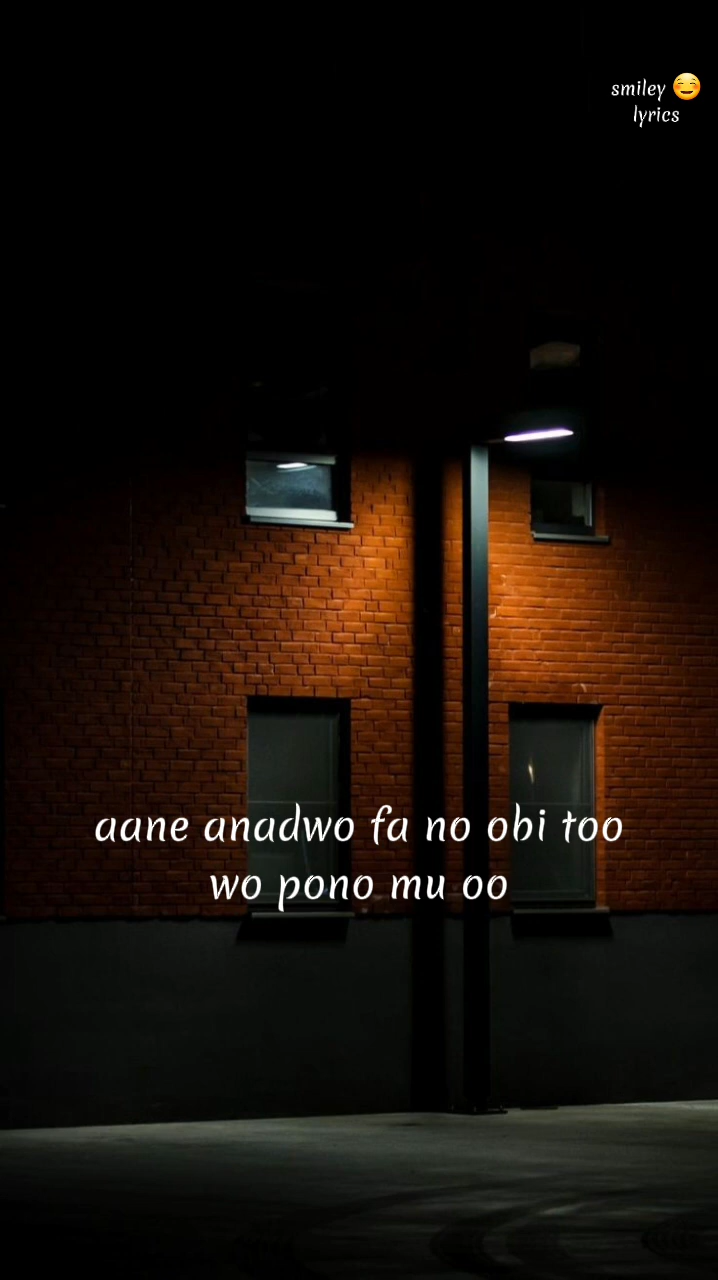 smiley 😊
lyrics
aane anadwo fa no obi too
wo pono mu oo